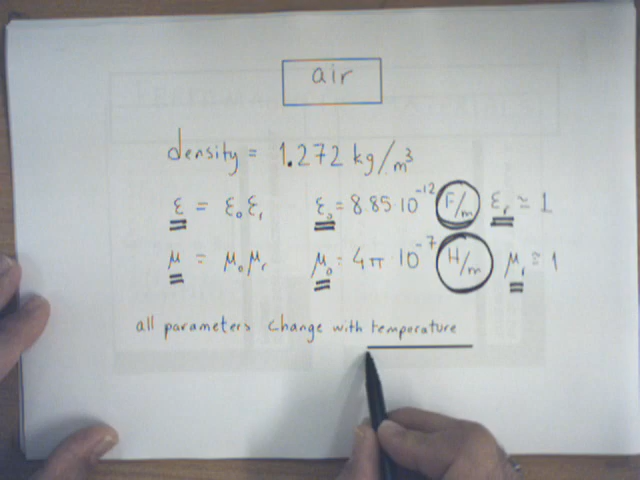 air
density = 1.272 kg/m³
ε = ε₀ εᵣ ε₀ = 8.85·10⁻¹² F/m εᵣ ≃ 1
μ = μ₀ μᵣ μ₀ = 4π·10⁻⁷ H/m μᵣ ≃ 1
all parameters change with temperature